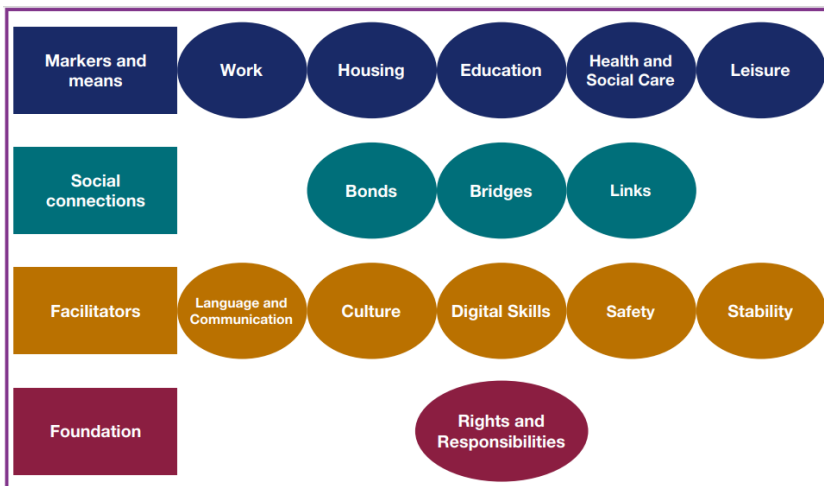 Markers and
means
Work
Housing
Education
Health and
Social Care
Leisure
Social
connections
Bonds
Bridges
Links
Facilitators
Language and
Communication
Culture
Digital Skills
Safety
Stability
Foundation
Rights and
Responsibilities